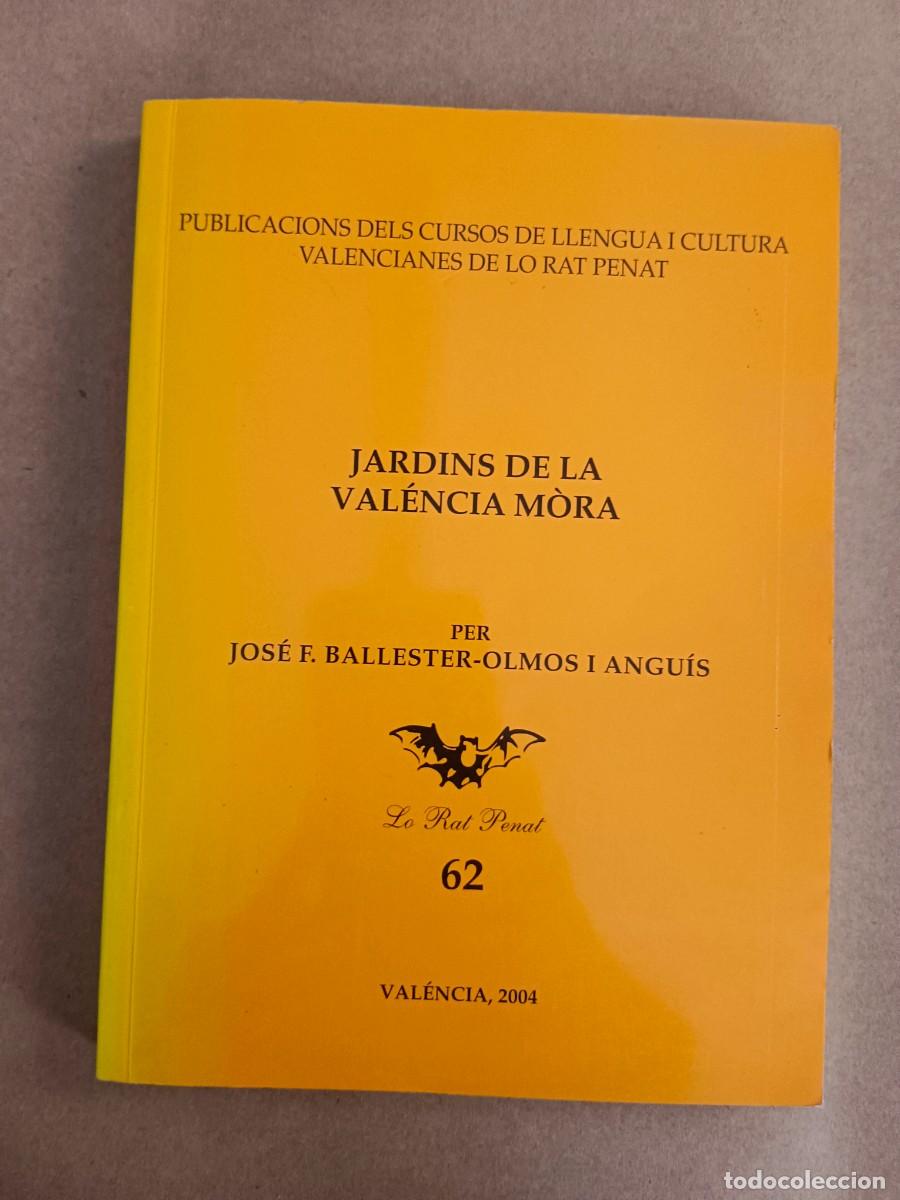 PUBLICACIONS DELS CURSOS DE LLENGUA I CULTURA
VALENCIANES DE LO RAT PENAT
JARDINS DE LA
VALÉNCIA MÒRA
PER
JOSÉ F. BALLESTER-OLMOS I ANGUÍS
Lo Rat Penat
62
VALÉNCIA, 2004
todocoleccion